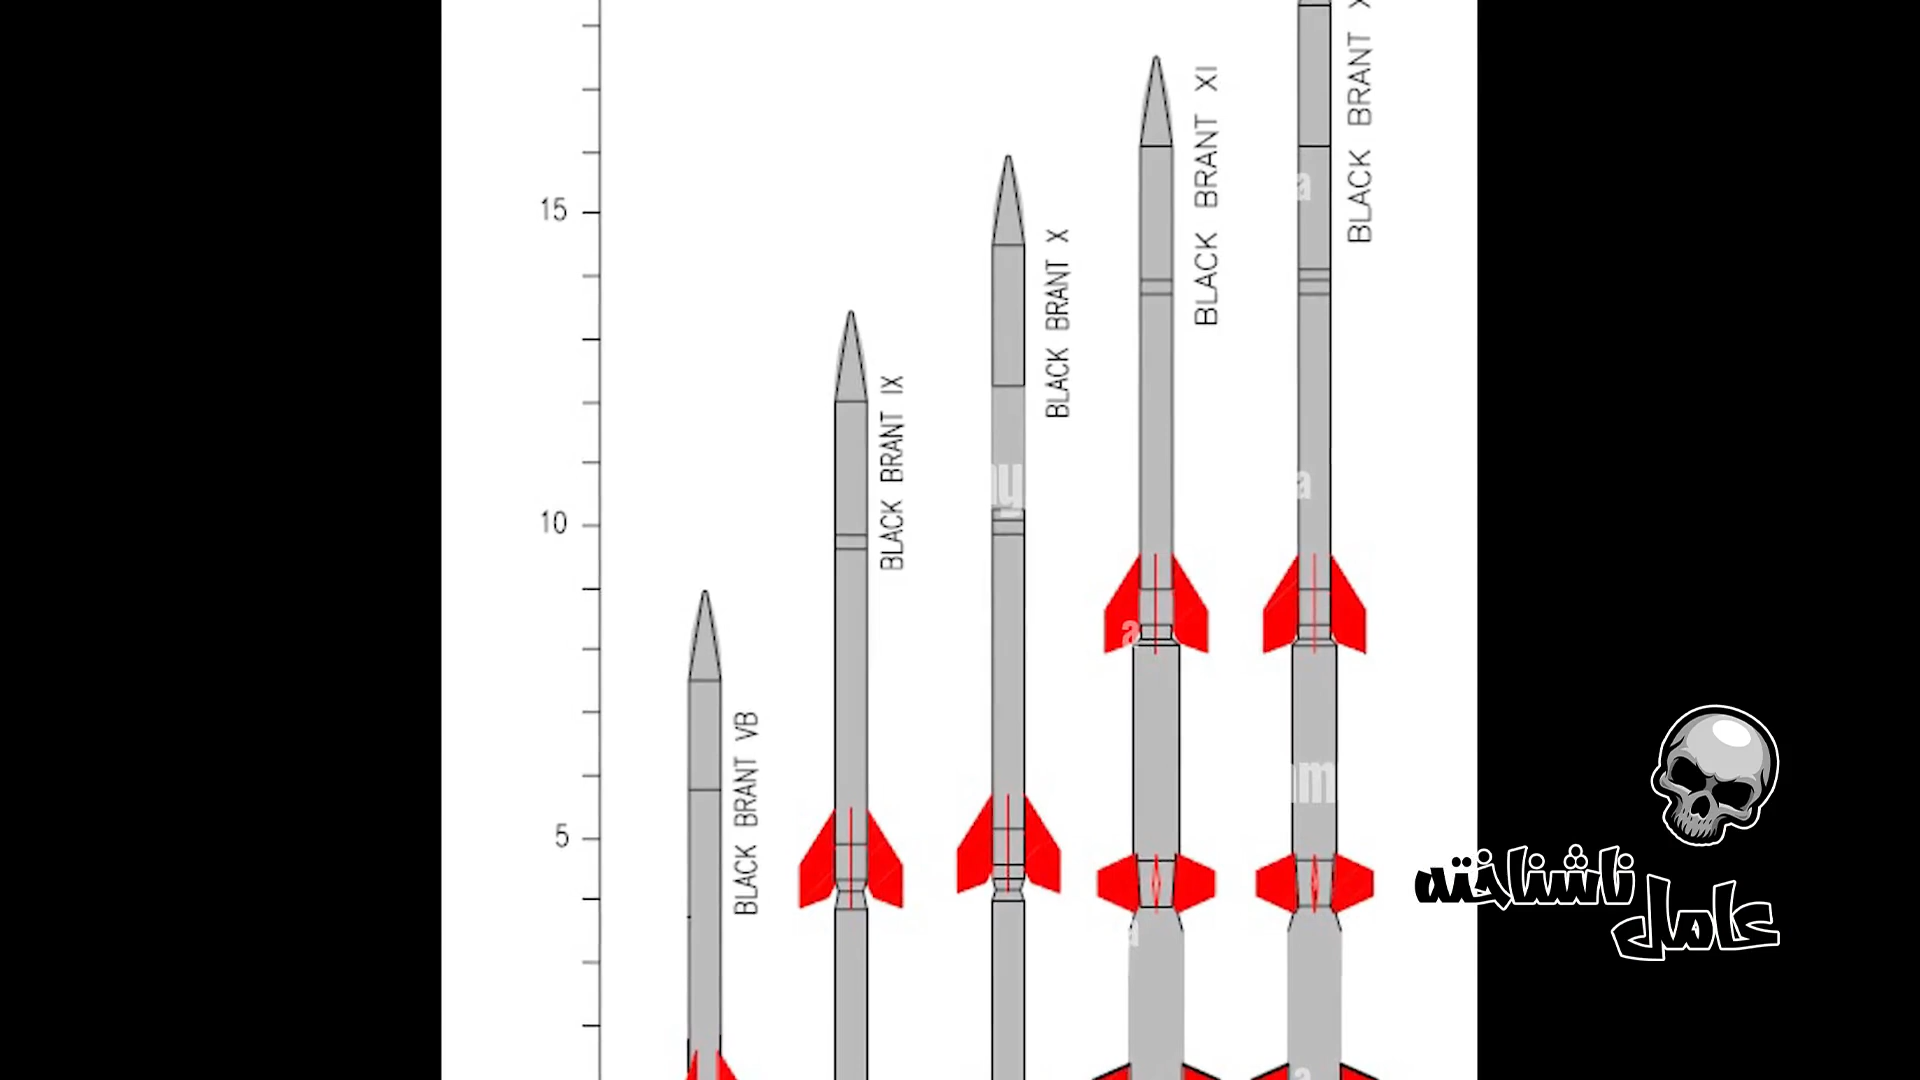 15
10
5
BLACK BRANT VB
BLACK BRANT IX
BLACK BRANT X
BLACK BRANT XI
BLACK BRANT
ناشناخته
عامل